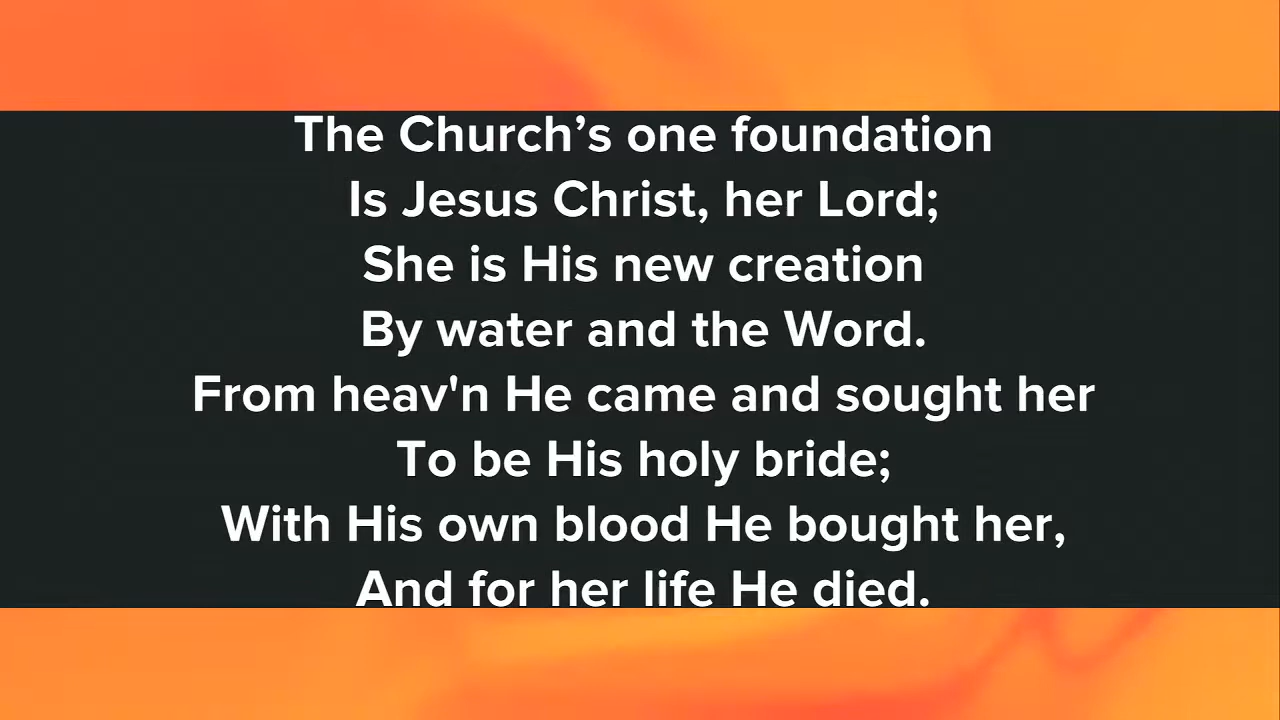 The Church’s one foundation
Is Jesus Christ, her Lord;
She is His new creation
By water and the Word.
From heav'n He came and sought her
To be His holy bride;
With His own blood He bought her,
And for her life He died.